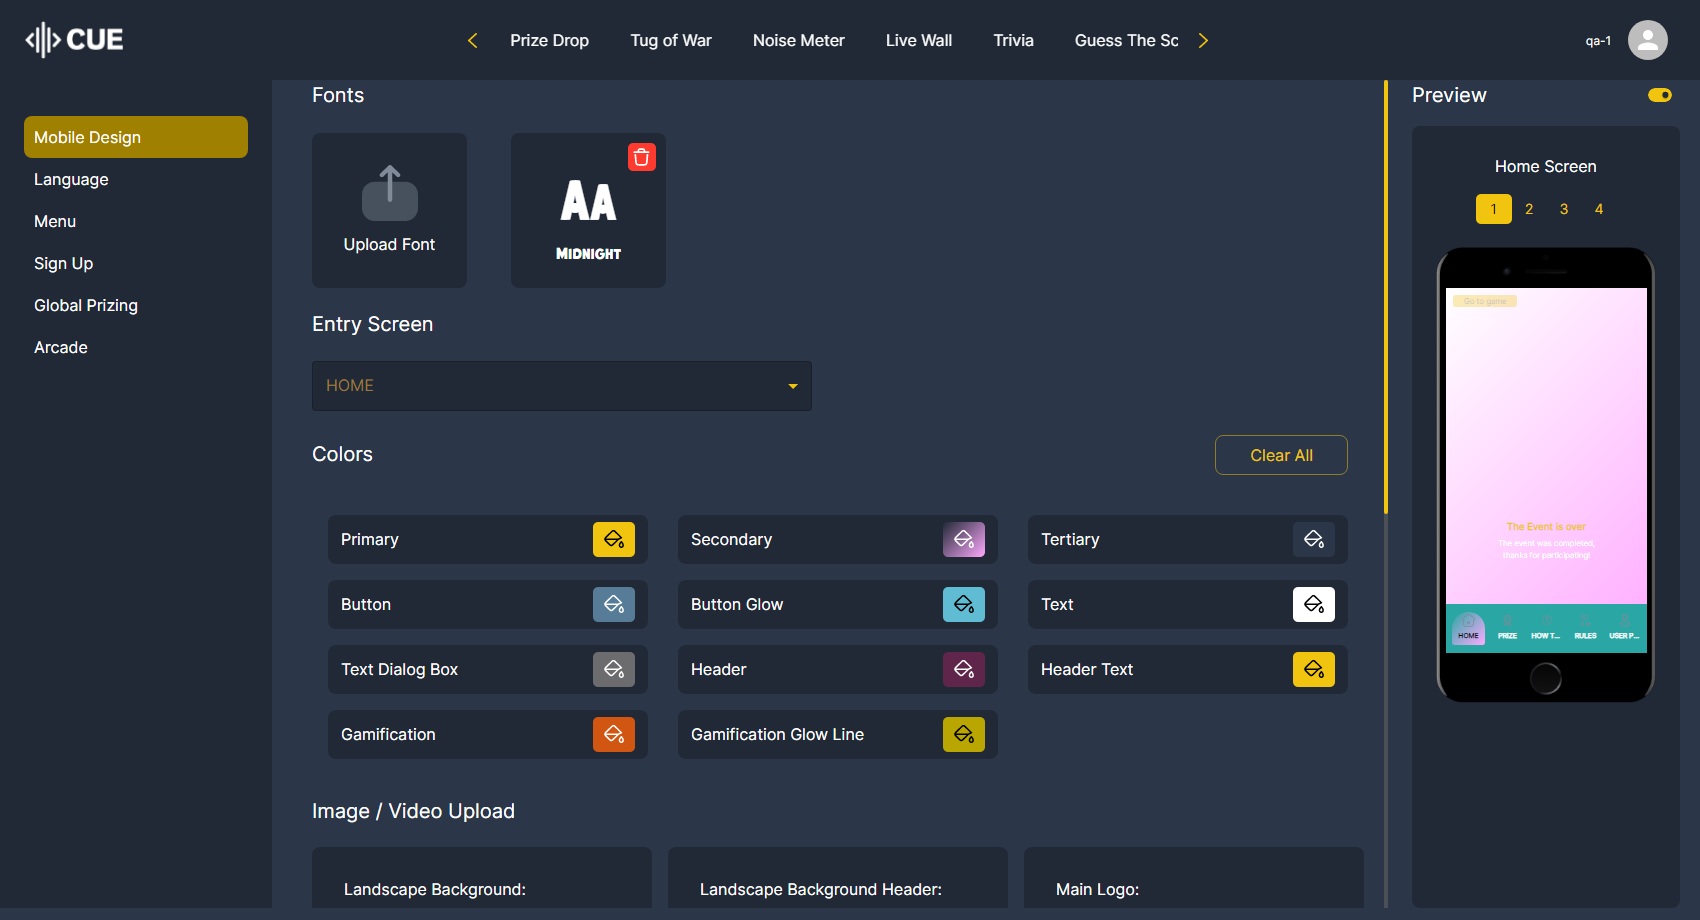 CUE
Prize Drop
Tug of War
Noise Meter
Live Wall
Trivia
Guess The Sc
qa-1
Mobile Design
Language
Menu
Sign Up
Global Prizing
Arcade
Fonts
Upload Font
AA
MIDNIGHT
Entry Screen
HOME
Colors
Clear All
Primary
Secondary
Tertiary
Button
Button Glow
Text
Text Dialog Box
Header
Header Text
Gamification
Gamification Glow Line
Image / Video Upload
Landscape Background:
Landscape Background Header:
Main Logo:
Preview
Home Screen
1 2 3 4
Go to game
The Event is over
The event was completed,
thanks for participating!
HOME PRIZE HOW T... RULES USER P...